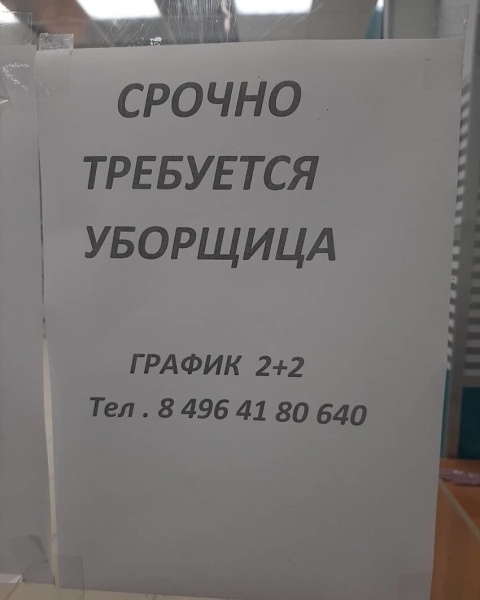 СРОЧНО
ТРЕБУЕТСЯ
УБОРЩИЦА
ГРАФИК 2+2
Тел . 8 496 41 80 640